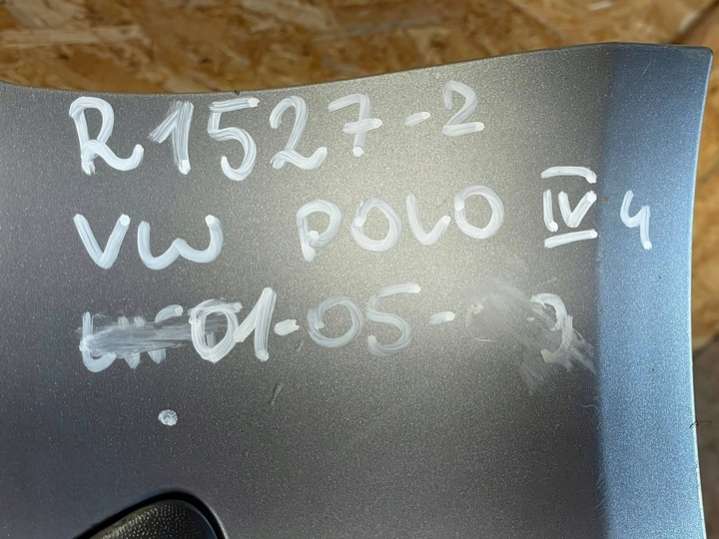 R1527-2
VW POLO IV 4
01-05-